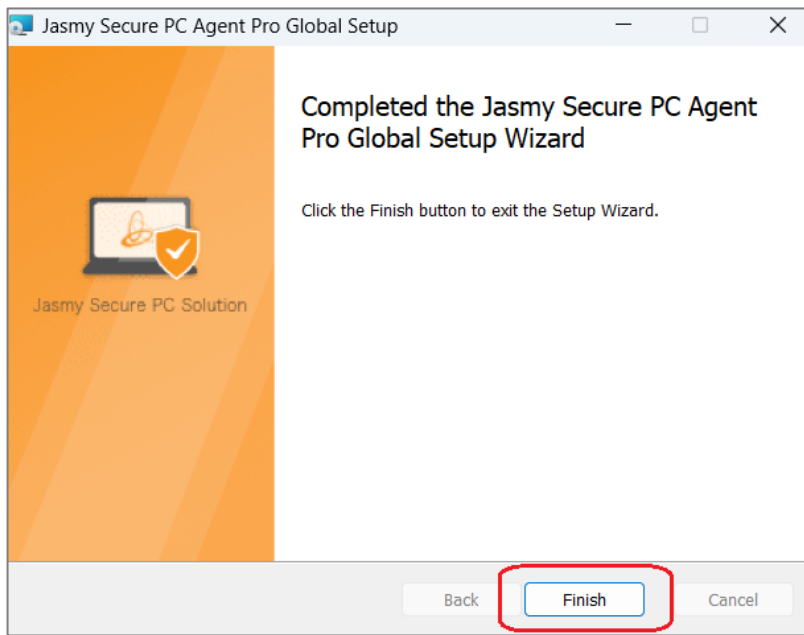 Jasmy Secure PC Agent Pro Global Setup
Completed the Jasmy Secure PC Agent
Pro Global Setup Wizard
Click the Finish button to exit the Setup Wizard.
Jasmy Secure PC Solution
Back
Finish
Cancel